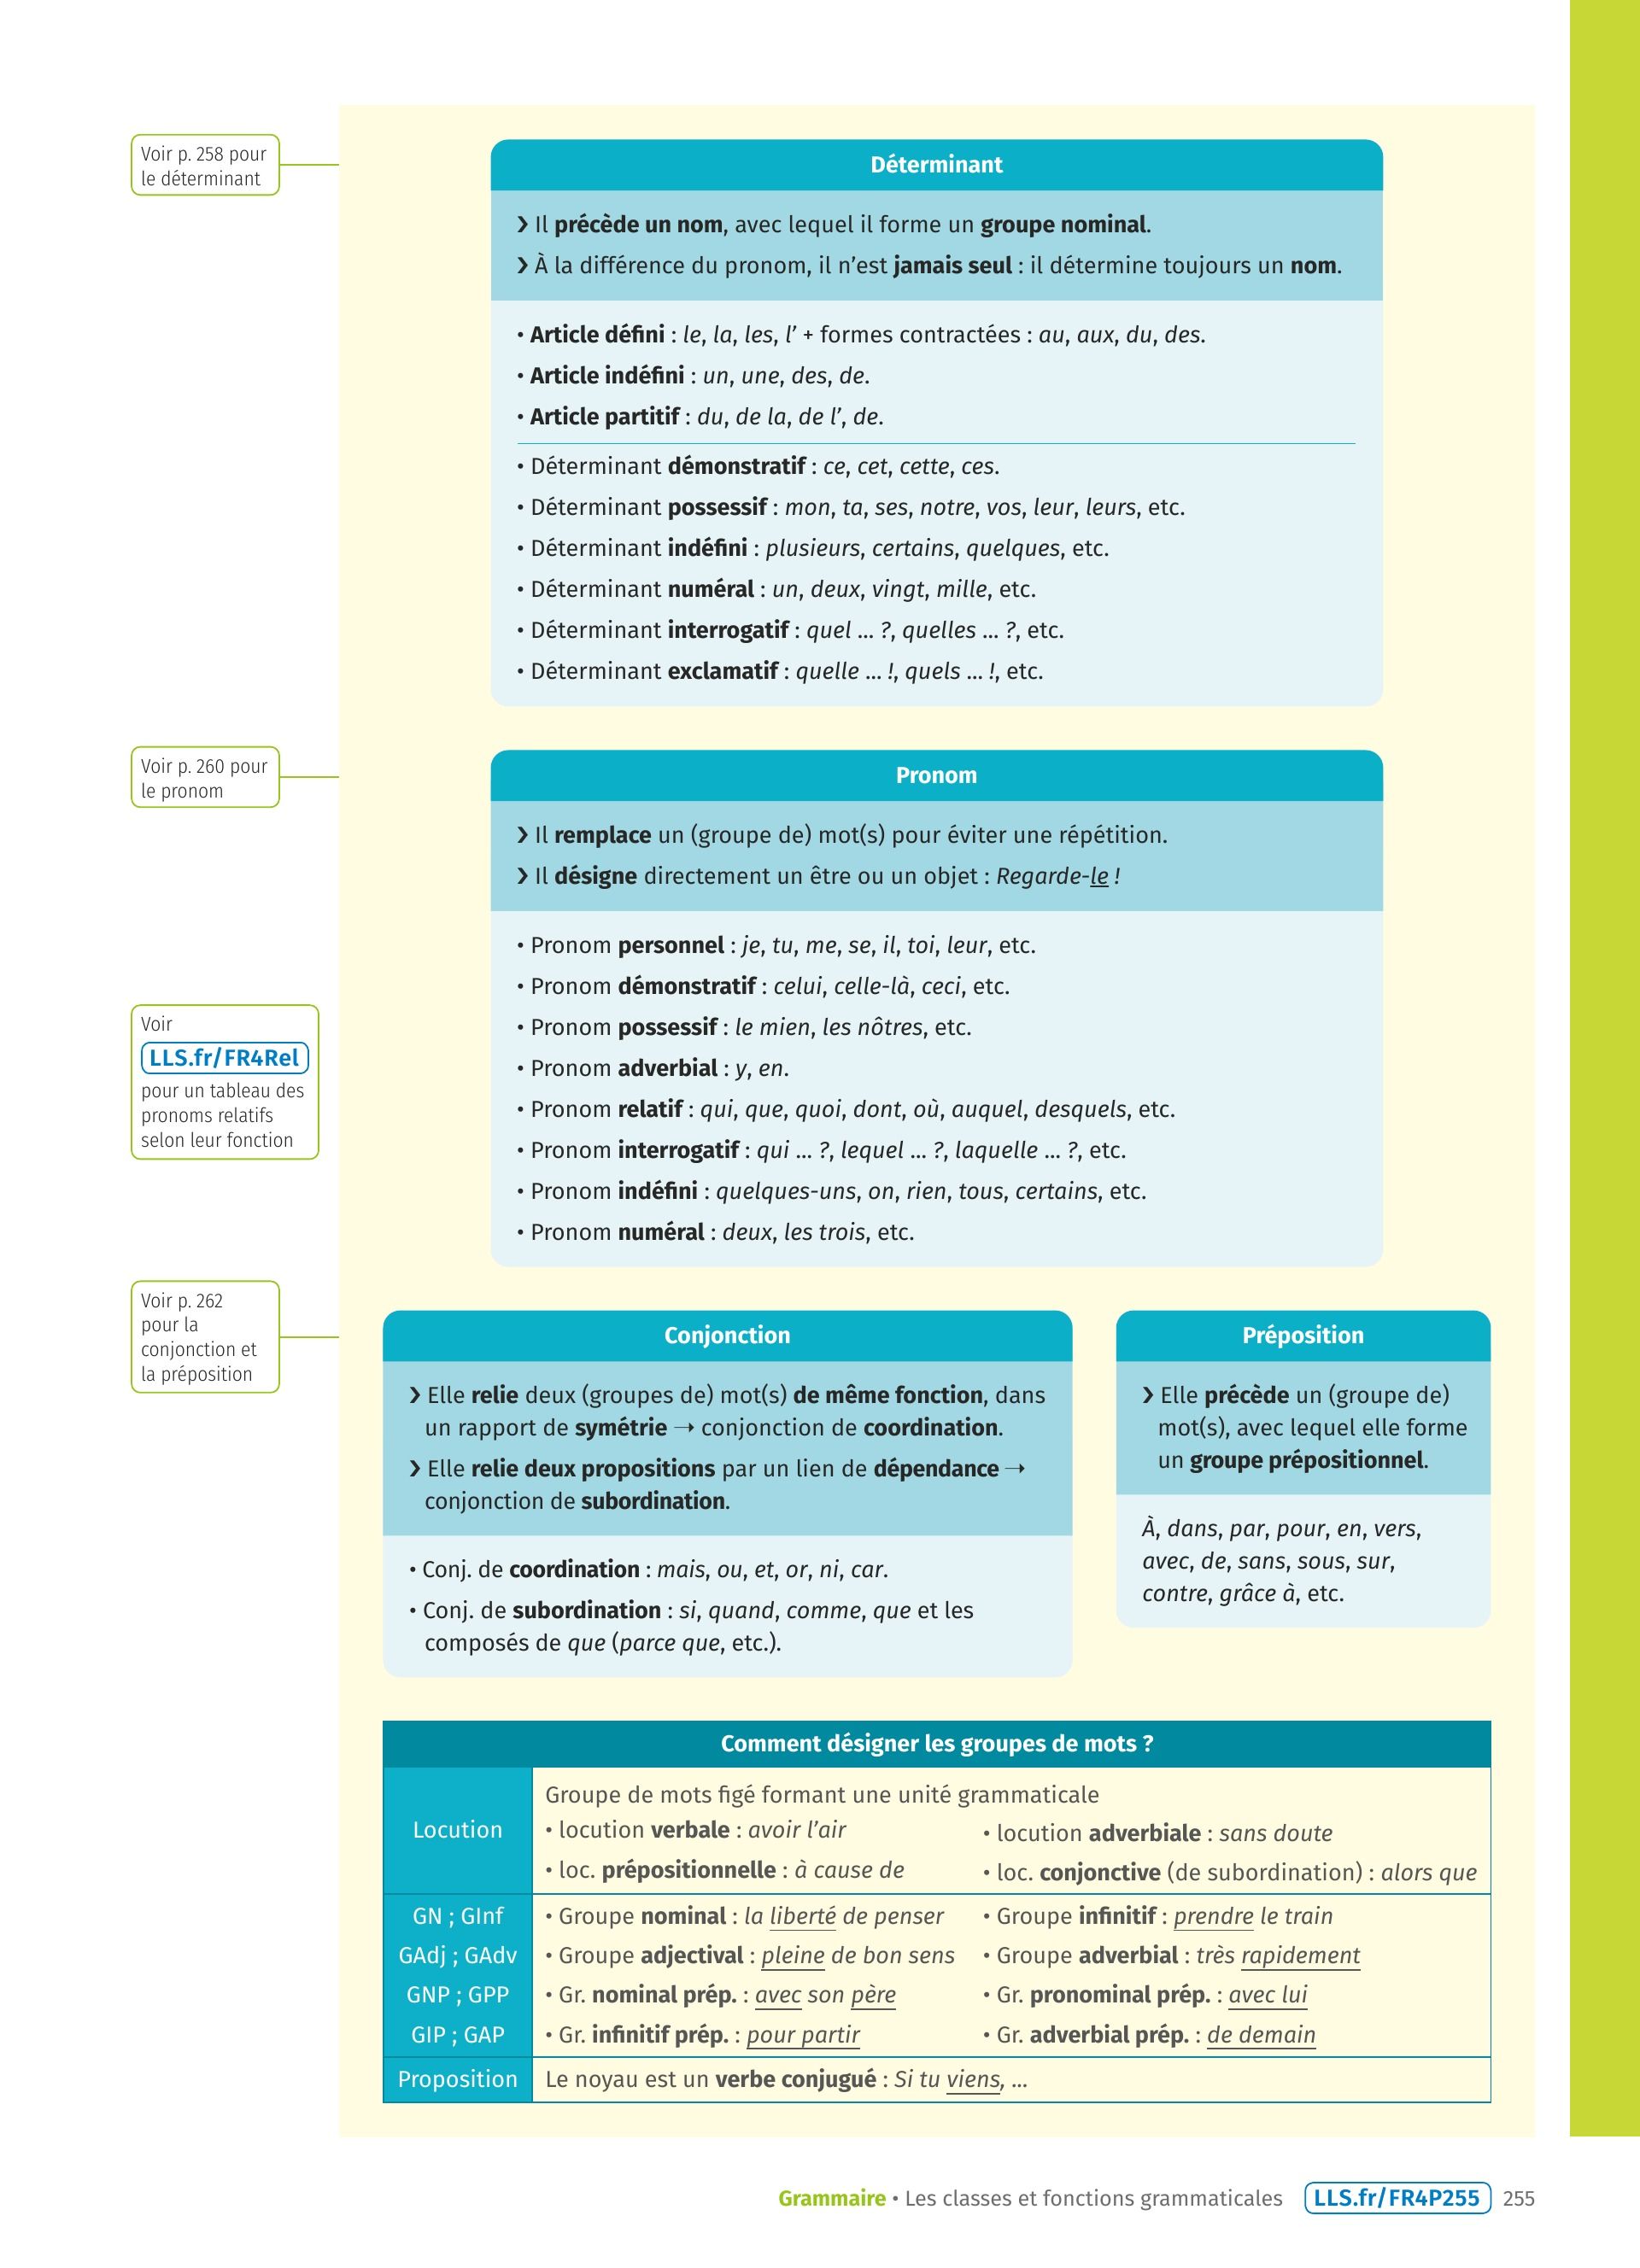 Voir p. 258 pour
le déterminant
Déterminant
❯ Il précède un nom, avec lequel il forme un groupe nominal.
❯ À la différence du pronom, il n’est jamais seul : il détermine toujours un nom.
• Article défini : le, la, les, l’ + formes contractées : au, aux, du, des.
• Article indéfini : un, une, des, de.
• Article partitif : du, de la, de l’, de.
• Déterminant démonstratif : ce, cet, cette, ces.
• Déterminant possessif : mon, ta, ses, notre, vos, leur, leurs, etc.
• Déterminant indéfini : plusieurs, certains, quelques, etc.
• Déterminant numéral : un, deux, vingt, mille, etc.
• Déterminant interrogatif : quel ... ?, quelles ... ?, etc.
• Déterminant exclamatif : quelle ... !, quels ... !, etc.
Voir p. 260 pour
le pronom
Pronom
❯ Il remplace un (groupe de) mot(s) pour éviter une répétition.
❯ Il désigne directement un être ou un objet : Regarde-le !
• Pronom personnel : je, tu, me, se, il, toi, leur, etc.
• Pronom démonstratif : celui, celle-là, ceci, etc.
• Pronom possessif : le mien, les nôtres, etc.
• Pronom adverbial : y, en.
• Pronom relatif : qui, que, quoi, dont, où, auquel, desquels, etc.
• Pronom interrogatif : qui ... ?, lequel ... ?, laquelle ... ?, etc.
• Pronom indéfini : quelques-uns, on, rien, tous, certains, etc.
• Pronom numéral : deux, les trois, etc.
Voir
LLS.fr/FR4Rel
pour un tableau des
pronoms relatifs
selon leur fonction
Voir p. 262
pour la
conjonction et
la préposition
Conjonction
❯ Elle relie deux (groupes de) mot(s) de même fonction, dans
un rapport de symétrie → conjonction de coordination.
❯ Elle relie deux propositions par un lien de dépendance →
conjonction de subordination.
• Conj. de coordination : mais, ou, et, or, ni, car.
• Conj. de subordination : si, quand, comme, que et les
composés de que (parce que, etc.).
Préposition
❯ Elle précède un (groupe de)
mot(s), avec lequel elle forme
un groupe prépositionnel.
À, dans, par, pour, en, vers,
avec, de, sans, sous, sur,
contre, grâce à, etc.
Comment désigner les groupes de mots ?
Locution
Groupe de mots figé formant une unité grammaticale
• locution verbale : avoir l’air
• locution adverbiale : sans doute
• loc. prépositionnelle : à cause de
• loc. conjonctive (de subordination) : alors que
GN ; GInf
• Groupe nominal : la liberté de penser
• Groupe infinitif : prendre le train
GAdj ; GAdv
• Groupe adjectival : pleine de bon sens
• Groupe adverbial : très rapidement
GNP ; GPP
• Gr. nominal prép. : avec son père
• Gr. pronominal prép. : avec lui
GIP ; GAP
• Gr. infinitif prép. : pour partir
• Gr. adverbial prép. : de demain
Proposition
Le noyau est un verbe conjugué : Si tu viens, ...
Grammaire • Les classes et fonctions grammaticales LLS.fr/FR4P255 255